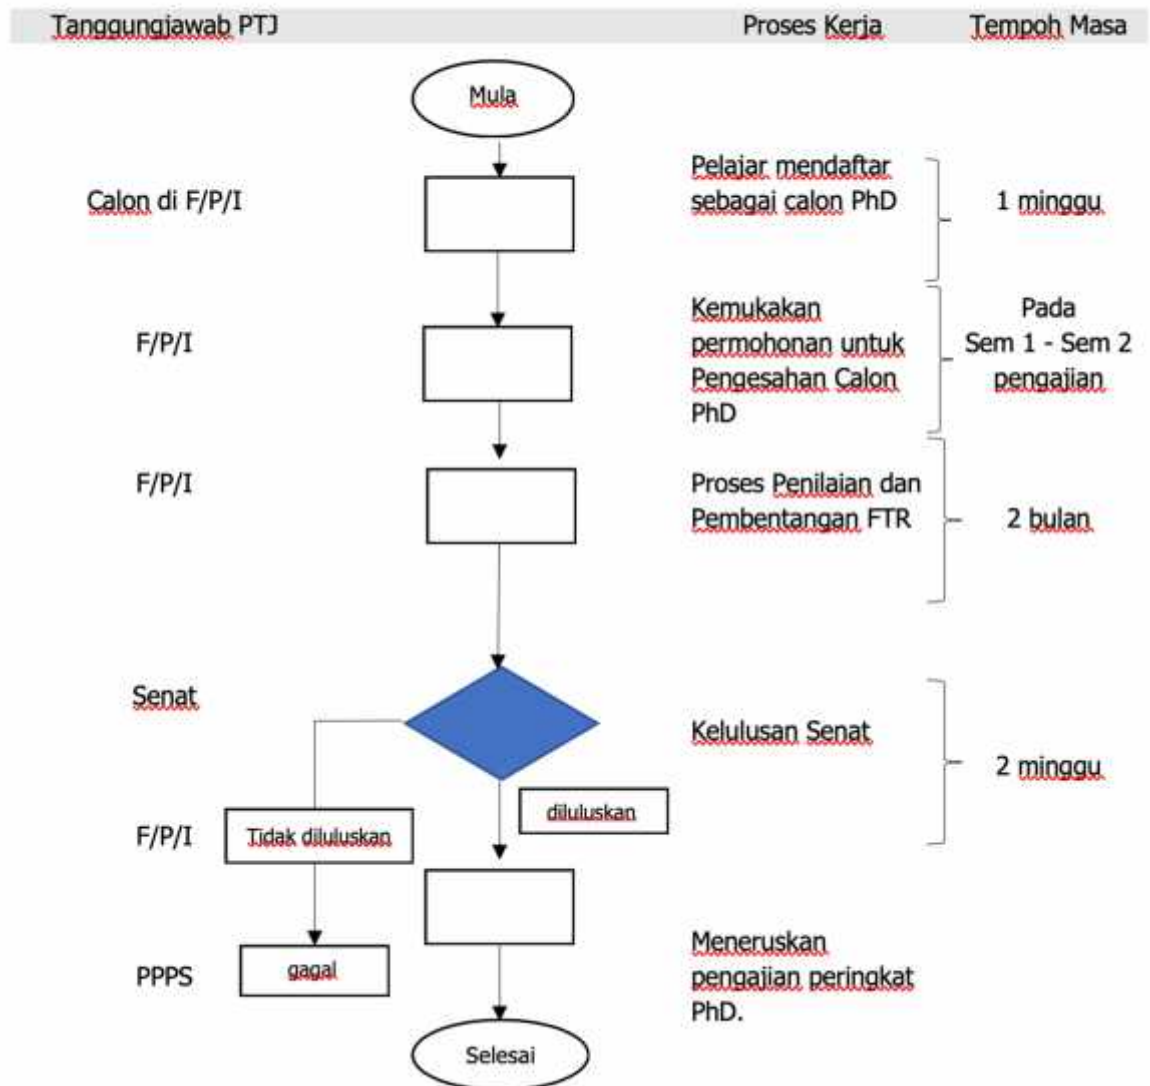 Tanggungjawab PTJ Proses Kerja Tempoh Masa
Mula
Calon di F/P/I
Pelajar mendaftar
sebagai calon PhD
1 minggu
F/P/I
Kemukakan
permohonan untuk
Pengesahan Calon
PhD
Pada
Sem 1 - Sem 2
pengajian
F/P/I
Proses Penilaian dan
Pembentangan FTR
2 bulan
Senat
Kelulusan Senat
2 minggu
diluluskan
F/P/I
Tidak diluluskan
PPPS
gagal
Meneruskan
pengajian peringkat
PhD.
Selesai